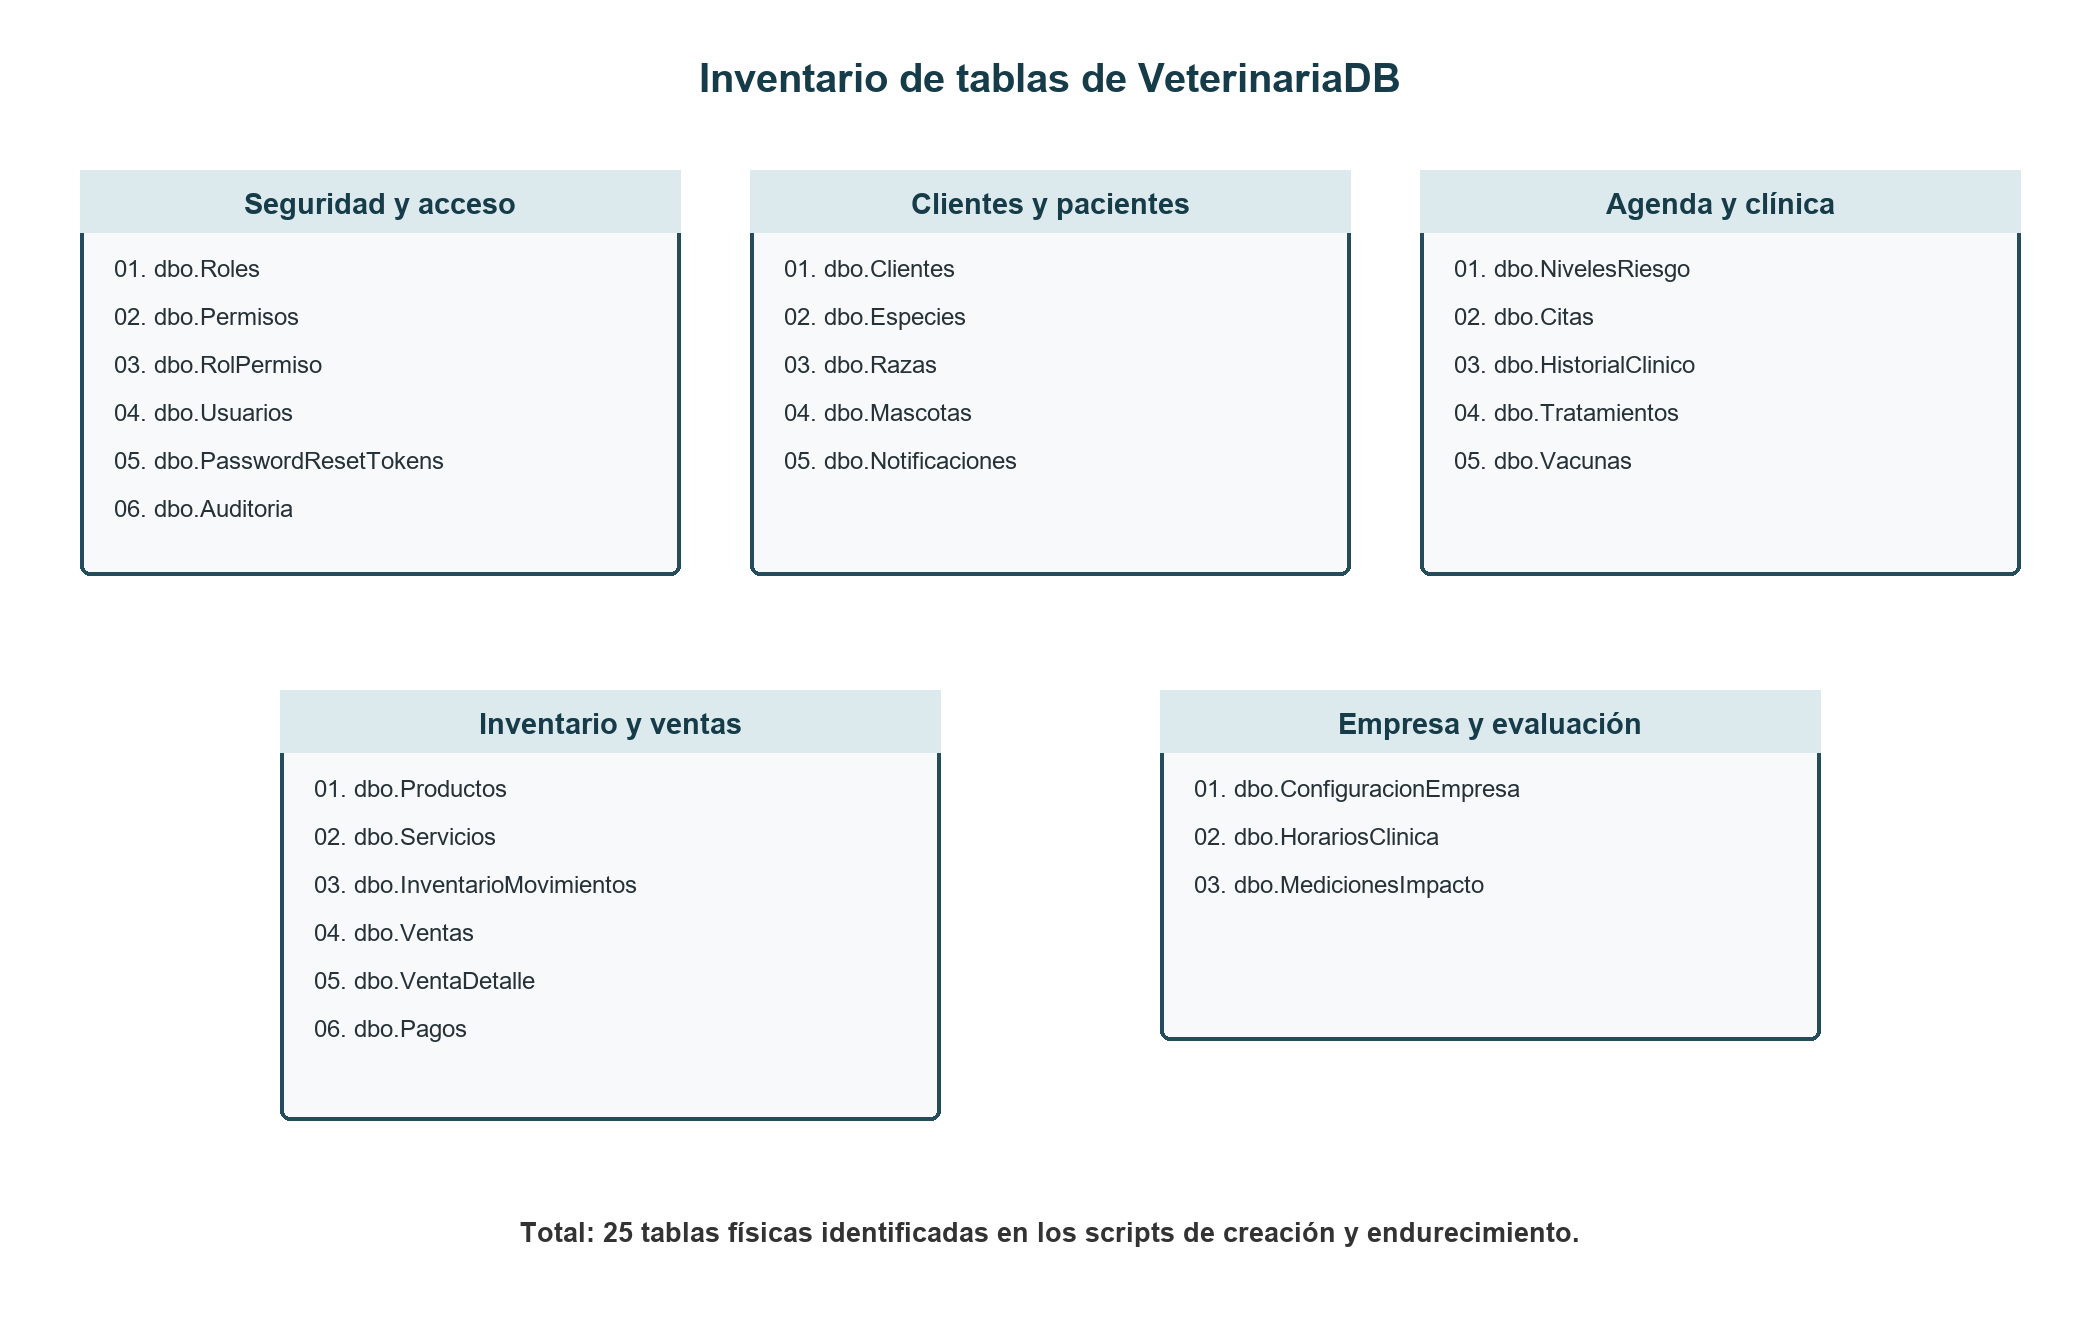 Inventario de tablas de VeterinariaDB
Seguridad y acceso
01. dbo.Roles
02. dbo.Permisos
03. dbo.RolPermiso
04. dbo.Usuarios
05. dbo.PasswordResetTokens
06. dbo.Auditoria
Clientes y pacientes
01. dbo.Clientes
02. dbo.Especies
03. dbo.Razas
04. dbo.Mascotas
05. dbo.Notificaciones
Agenda y clínica
01. dbo.NivelesRiesgo
02. dbo.Citas
03. dbo.HistorialClinico
04. dbo.Tratamientos
05. dbo.Vacunas
Inventario y ventas
01. dbo.Productos
02. dbo.Servicios
03. dbo.InventarioMovimientos
04. dbo.Ventas
05. dbo.VentaDetalle
06. dbo.Pagos
Empresa y evaluación
01. dbo.ConfiguracionEmpresa
02. dbo.HorariosClinica
03. dbo.MedicionesImpacto
Total: 25 tablas físicas identificadas en los scripts de creación y endurecimiento.